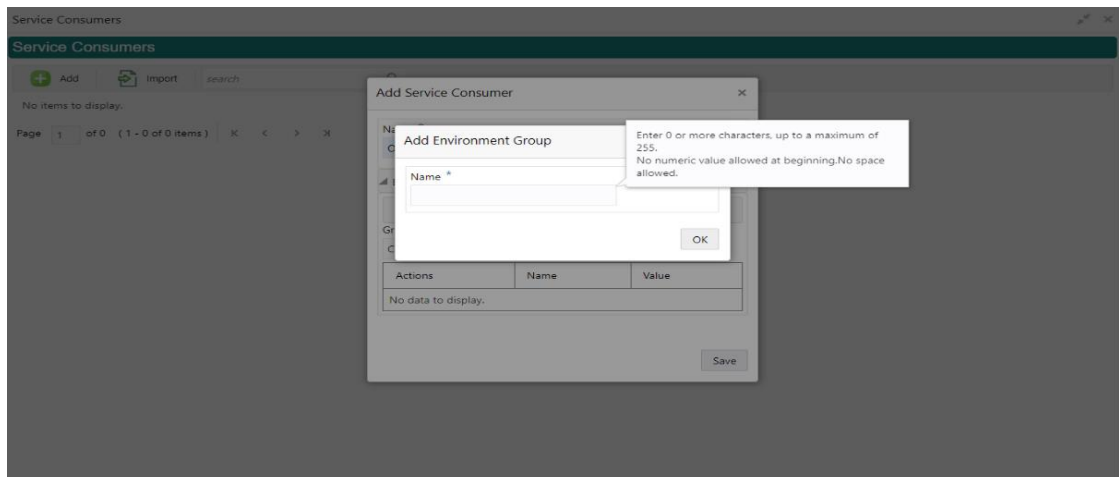 Service Consumers
Service Consumers
Add Import search
No items to display.
Page 1 of 0 (1 - 0 of 0 items)
Add Service Consumer
Add Environment Group
Name *
Enter 0 or more characters, up to a maximum of
255.
No numeric value allowed at beginning.No space
allowed.
OK
Actions Name Value
No data to display.
Save